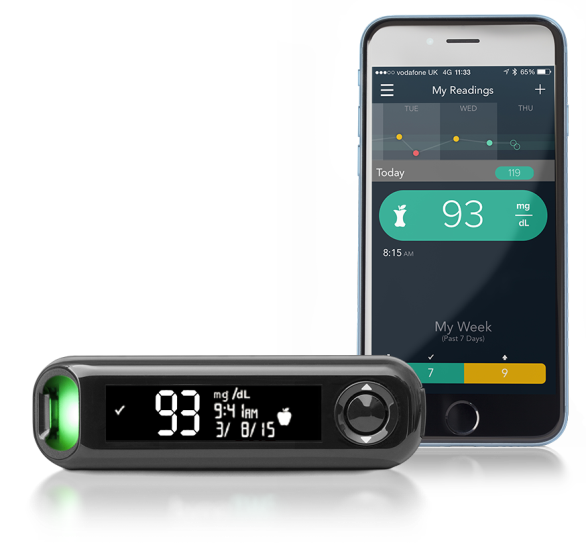 vodafone UK 4G 11:33 65%
My Readings +
TUE WED THU
Today 119
93 mg/dL
8:15 AM
My Week
(Past 7 Days)
7 9
93 mg/dL
9:41AM
3/ 8/15